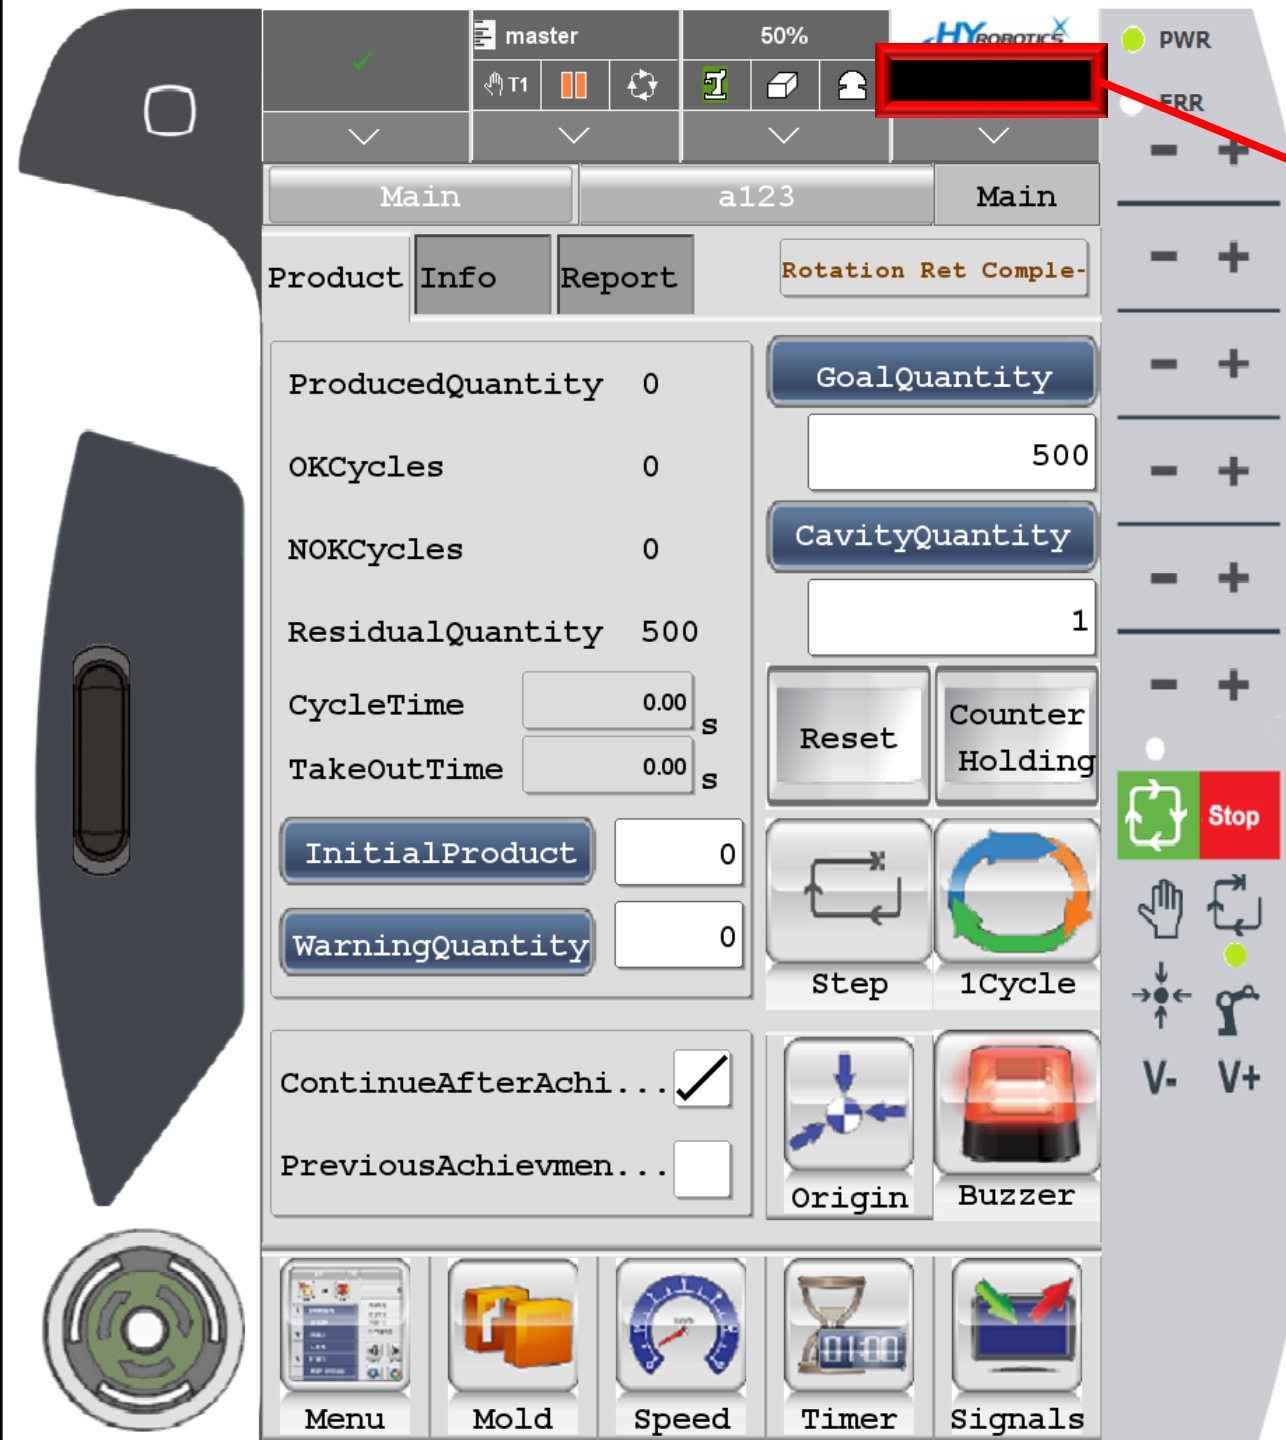 master
50%
HYROBOTICS
PWR
T1
ERR
Main
a123
Main
Product
Info
Report
Rotation Ret Comple-
ProducedQuantity 0
GoalQuantity
500
OKCycles 0
CavityQuantity
NOKCycles 0
1
ResidualQuantity 500
CycleTime 0.00 s
Reset
Counter
Holding
TakeOutTime 0.00 s
Stop
InitialProduct 0
WarningQuantity 0
Step
1Cycle
ContinueAfterAchi...
V- V+
PreviousAchievmen...
Origin
Buzzer
01:00
Menu
Mold
Speed
Timer
Signals